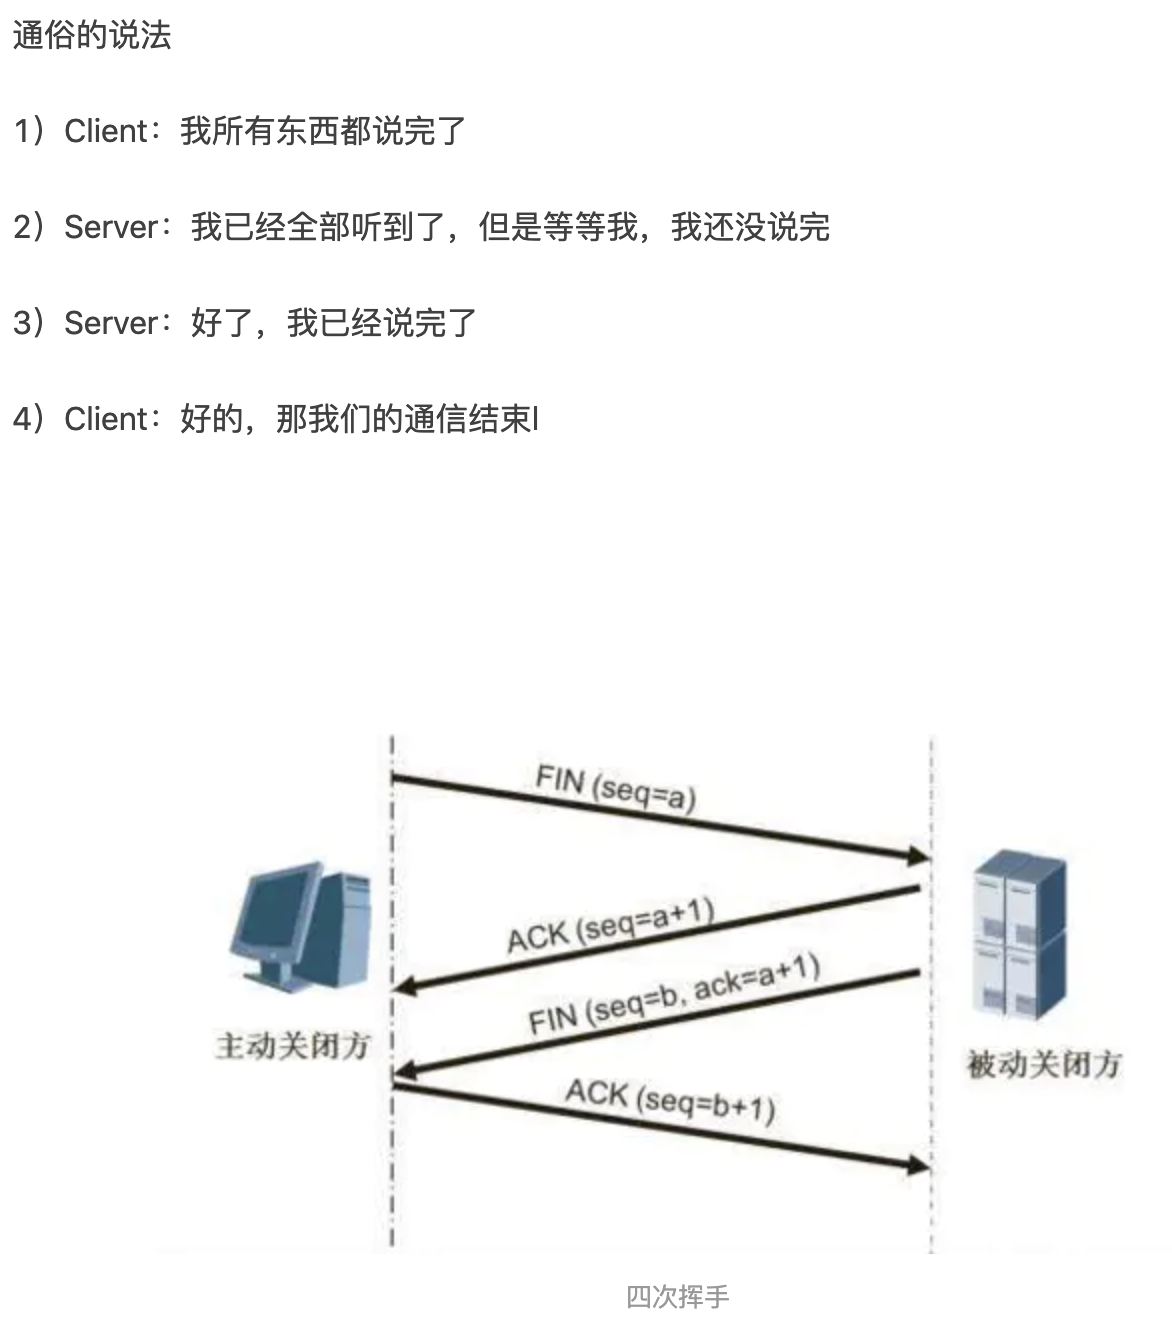 通俗的说法
1）Client：我所有东西都说完了
2）Server：我已经全部听到了，但是等等我，我还没说完
3）Server：好了，我已经说完了
4）Client：好的，那我们的通信结束l
FIN (seq=a)
ACK (seq=a+1)
FIN (seq=b, ack=a+1)
主动关闭方
被动关闭方
ACK (seq=b+1)
四次挥手